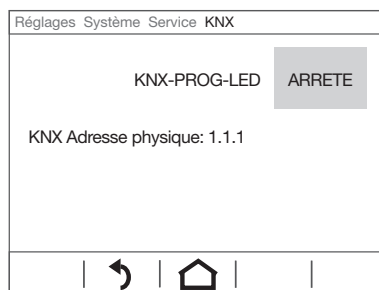 Réglages Système Service KNX
KNX-PROG-LED ARRETE
KNX Adresse physique: 1.1.1